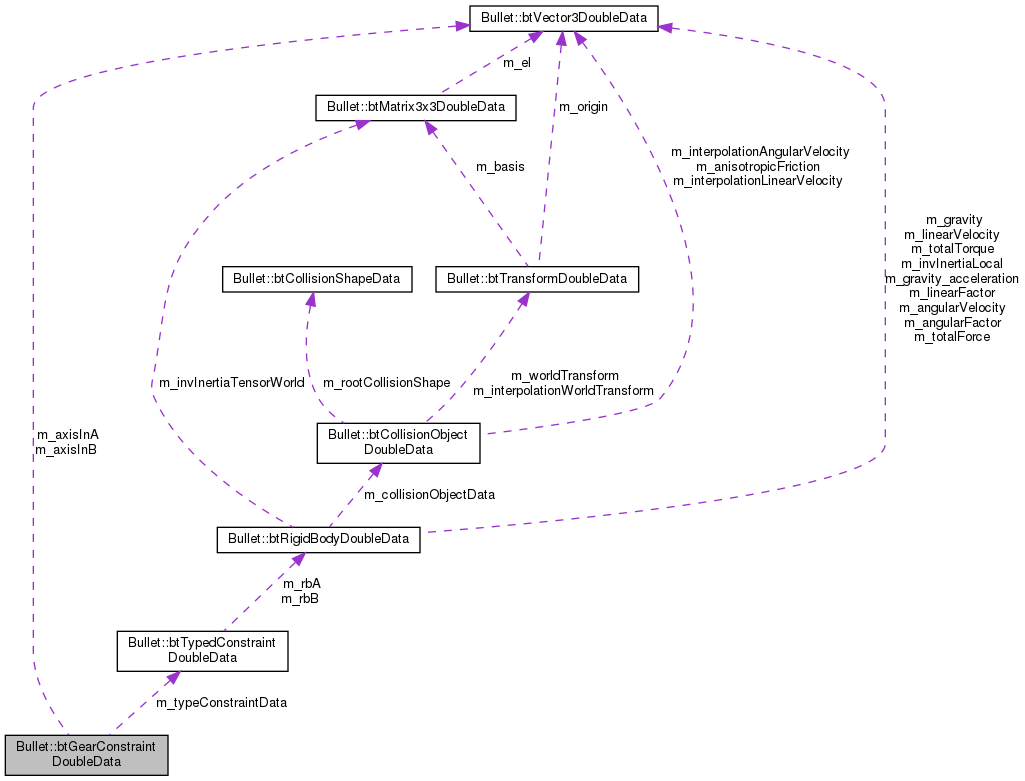 Bullet::btVector3DoubleData
m_el
Bullet::btMatrix3x3DoubleData
m_origin
m_interpolationAngularVelocity
m_anisotropicFriction
m_interpolationLinearVelocity
m_basis
m_gravity
m_linearVelocity
m_totalTorque
m_invInertiaLocal
m_gravity_acceleration
m_linearFactor
m_angularVelocity
m_angularFactor
m_totalForce
Bullet::btCollisionShapeData
Bullet::btTransformDoubleData
m_invInertiaTensorWorld
m_rootCollisionShape
m_worldTransform
m_interpolationWorldTransform
m_axisInA
m_axisInB
Bullet::btCollisionObject
DoubleData
m_collisionObjectData
Bullet::btRigidBodyDoubleData
m_rbA
m_rbB
Bullet::btTypedConstraint
DoubleData
m_typeConstraintData
Bullet::btGearConstraint
DoubleData